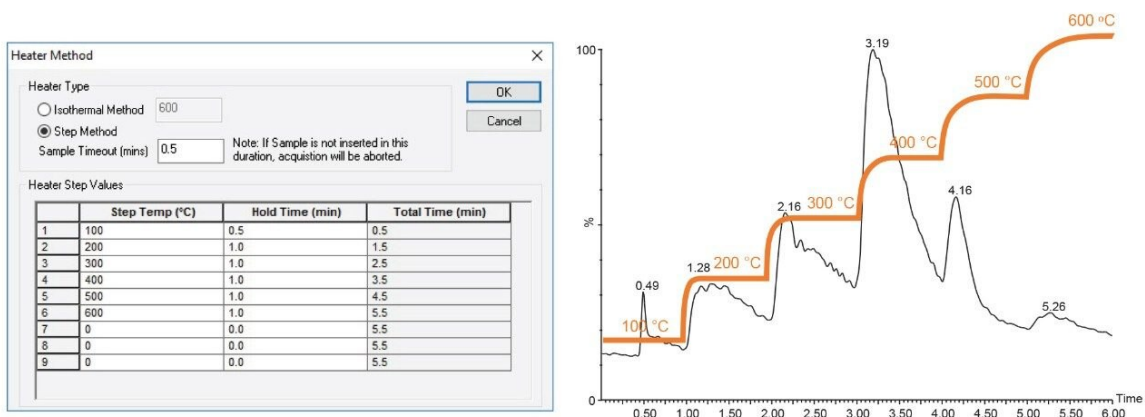 Heater Method
Heater Type
Isothermal Method 600
Step Method
Sample Timeout (mins) 0.5
Note: If Sample is not inserted in this
duration, acquistion will be aborted.
OK
Cancel
Heater Step Values
Step Temp (°C) Hold Time (min) Total Time (min)
1 100 0.5 0.5
2 200 1.0 1.5
3 300 1.0 2.5
4 400 1.0 3.5
5 500 1.0 4.5
6 600 1.0 5.5
7 0 0.0 5.5
8 0 0.0 5.5
9 0 0.0 5.5
600 °C
3.19
100
500 °C
400 °C
4.16
300 °C
2.16
%
200 °C
1.28
0.49
5.26
100 °C
0
Time
0.50 1.00 1.50 2.00 2.50 3.00 3.50 4.00 4.50 5.00 5.50 6.00